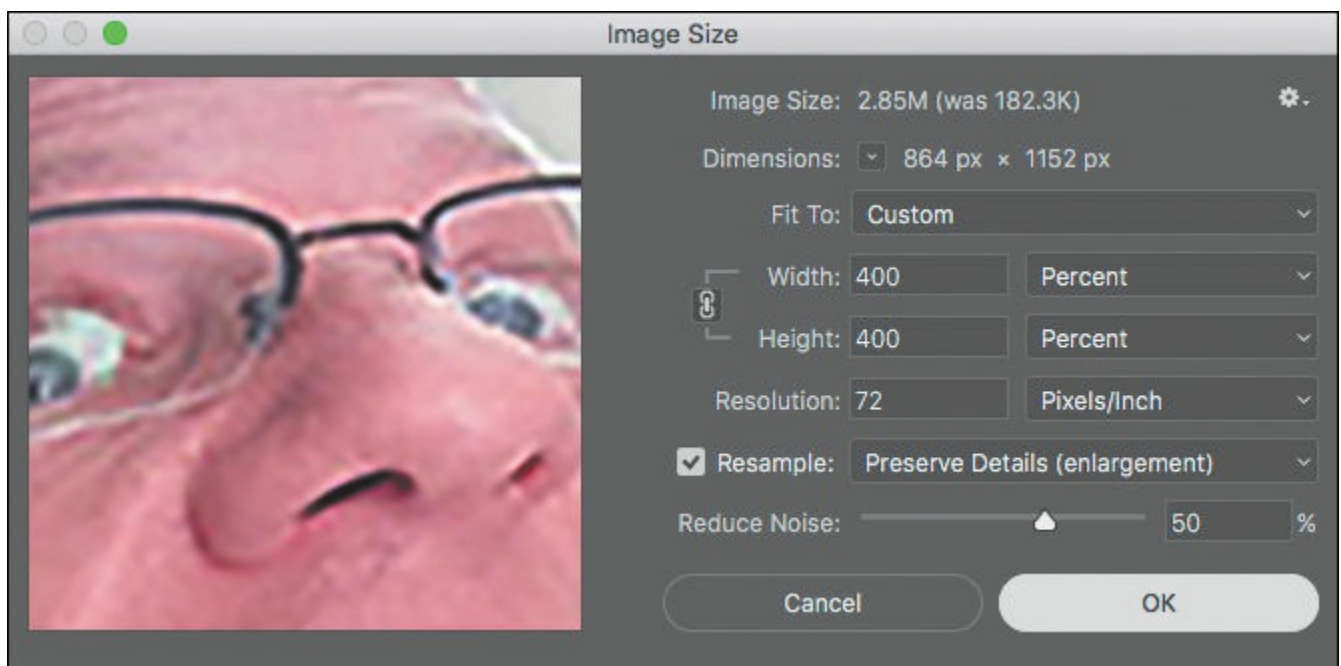 Image Size
Image Size: 2.85M (was 182.3K)
Dimensions: 864 px × 1152 px
Fit To: Custom
Width: 400 Percent
Height: 400 Percent
Resolution: 72 Pixels/Inch
Resample: Preserve Details (enlargement)
Reduce Noise: 50 %
Cancel OK